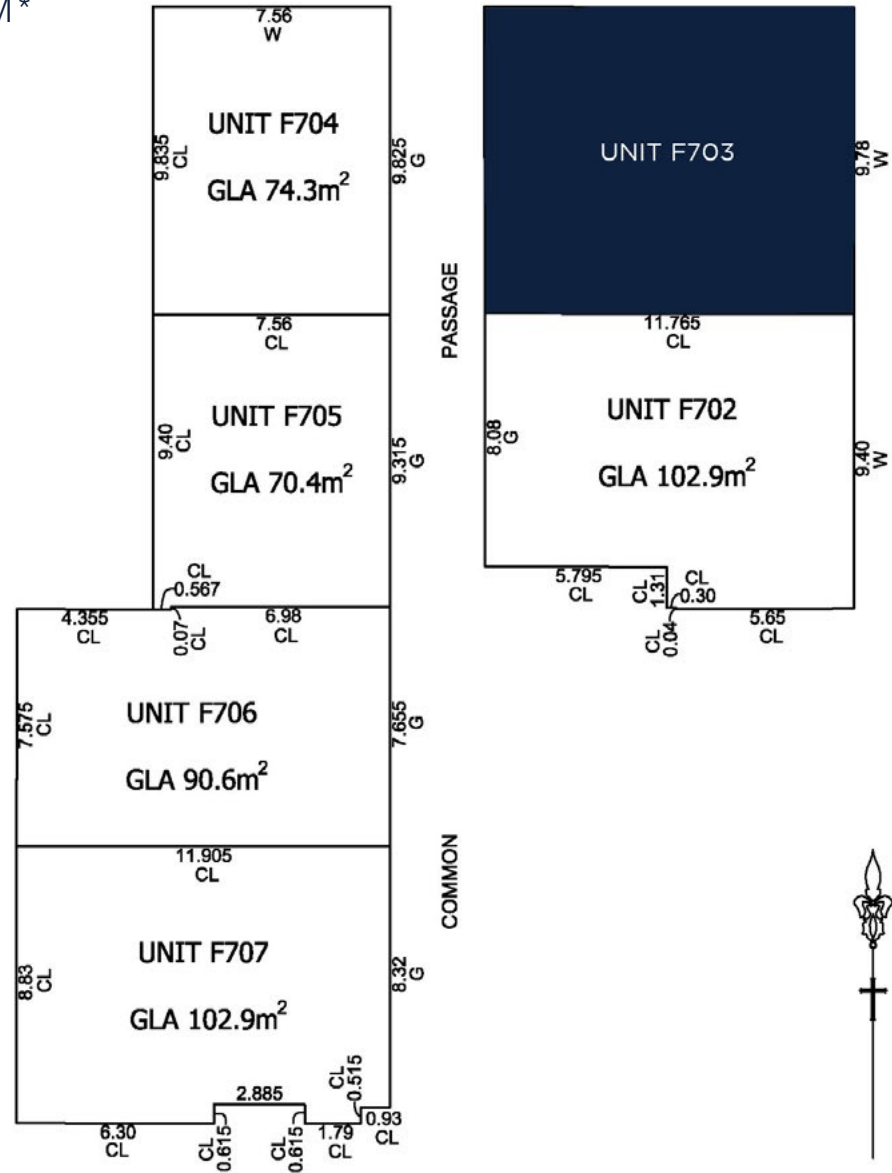 M*
7.56
W
UNIT F704
GLA 74.3m²
9.835
CL
9.825
G
7.56
CL
UNIT F705
GLA 70.4m²
9.40
CL
9.315
G
CL
0.567
4.355
CL
0.07
CL
6.98
CL
UNIT F706
GLA 90.6m²
7.575
CL
7.655
G
11.905
CL
UNIT F707
GLA 102.9m²
8.83
CL
8.32
G
6.30
CL
CL
0.615
2.885
CL
0.615
1.79
CL
CL
0.515
0.93
CL
PASSAGE
COMMON
UNIT F703
9.78
W
11.765
CL
UNIT F702
GLA 102.9m²
8.08
G
9.40
W
5.795
CL
CL
1.31
CL
0.30
CL
0.04
5.65
CL